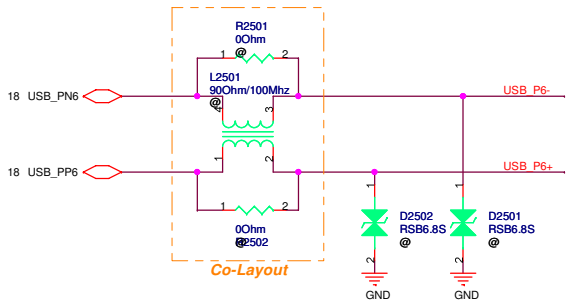 R2501
0Ohm
@
1
2
L2501
90Ohm/100Mhz
@
18 USB_PN6
USB_P6-
4
3
1
2
18 USB_PP6
USB_P6+
1
2
0Ohm
R2502
@
Co-Layout
1
D2502
RSB6.8S
@
2
GND
1
D2501
RSB6.8S
@
2
GND